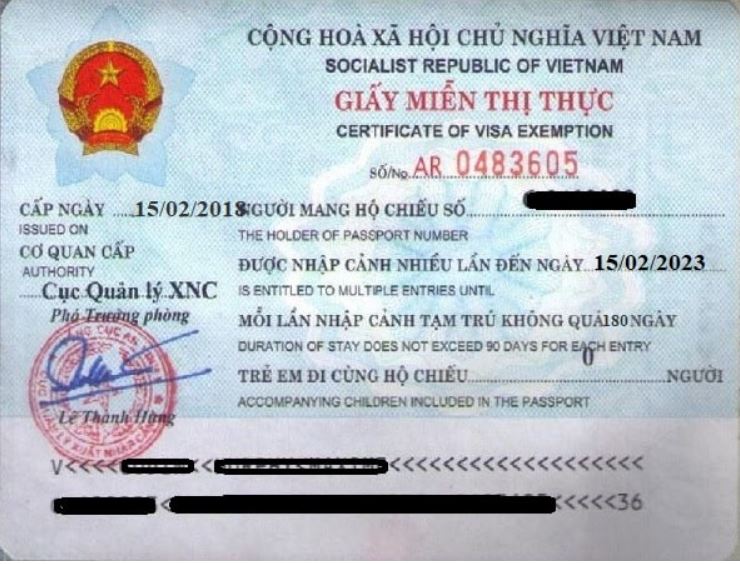 CỘNG HOÀ XÃ HỘI CHỦ NGHĨA VIỆT NAM
SOCIALIST REPUBLIC OF VIETNAM
GIẤY MIỄN THỊ THỰC
CERTIFICATE OF VISA EXEMPTION
SỐ/No. AR 0483605
CẤP NGÀY ....15/02/2018
ISSUED ON
CƠ QUAN CẤP
AUTHORITY
Cục Quản lý XNC
Phó Trưởng phòng
Lê Thành Hưng
NGƯỜI MANG HỘ CHIẾU SỐ
THE HOLDER OF PASSPORT NUMBER
ĐƯỢC NHẬP CẢNH NHIỀU LẦN ĐẾN NGÀY 15/02/2023
IS ENTITLED TO MULTIPLE ENTRIES UNTIL
MỖI LẦN NHẬP CẢNH TẠM TRÚ KHÔNG QUÁ 180 NGÀY
DURATION OF STAY DOES NOT EXCEED 90 DAYS FOR EACH ENTRY
TRẺ EM ĐI CÙNG HỘ CHIẾU 0 NGƯỜI
ACCOMPANYING CHILDREN INCLUDED IN THE PASSPORT
V<<<< << <<<<<<<<<<<<<<<<<<<<
<<<<<36